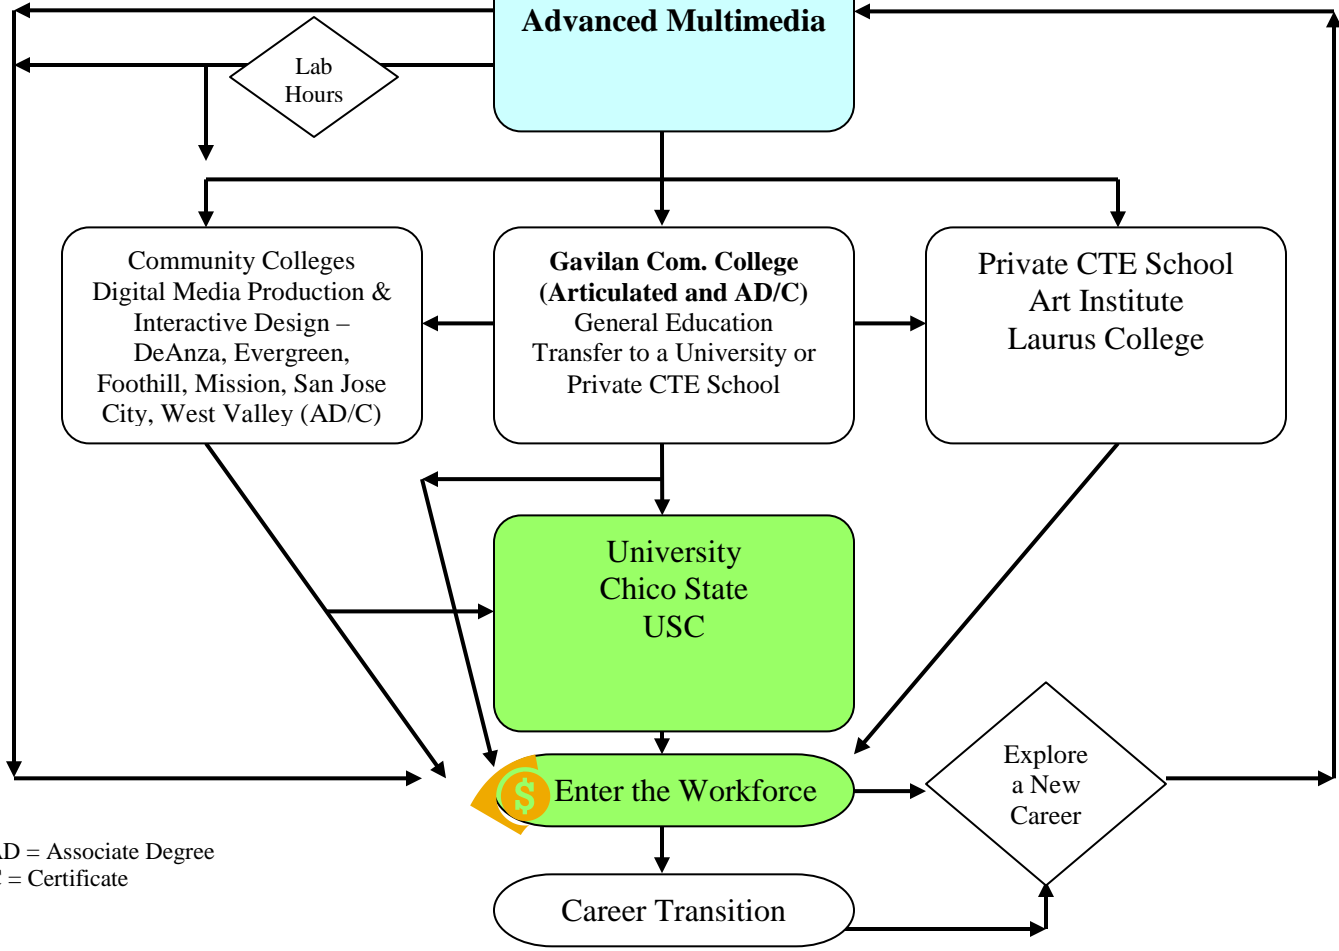 Advanced Multimedia
Lab
Hours
Community Colleges
Digital Media Production &
Interactive Design –
DeAnza, Evergreen,
Foothill, Mission, San Jose
City, West Valley (AD/C)
Gavilan Com. College
(Articulated and AD/C)
General Education
Transfer to a University or
Private CTE School
Private CTE School
Art Institute
Laurus College
University
Chico State
USC
$ Enter the Workforce
Explore
a New
Career
AD = Associate Degree
C = Certificate
Career Transition